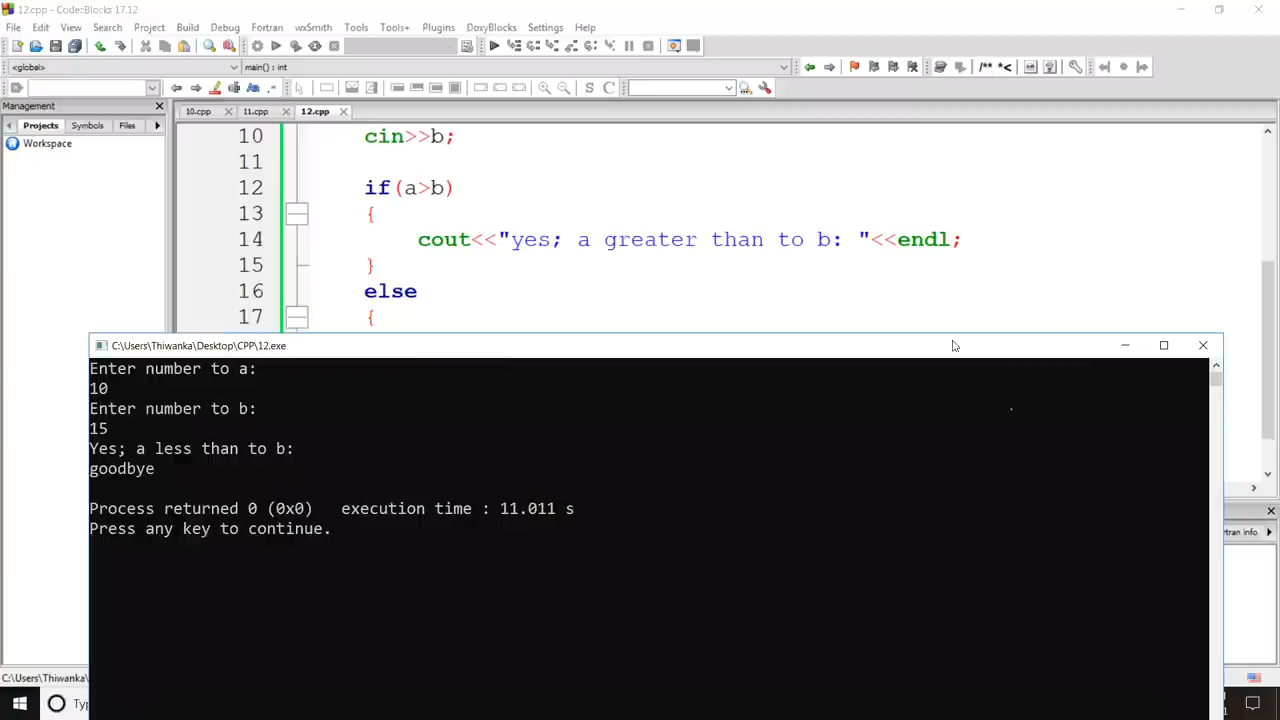 12.cpp - Code::Blocks 17.12
File Edit View Search Project Build Debug Fortran wxSmith Tools Tools+ Plugins DoxyBlocks Settings Help
<global> main() : int
/** *<
S C
Management
10.cpp 11.cpp 12.cpp
Projects Symbols Files
Workspace
10 cin>>b;
11
12 if(a>b)
13 {
14 cout<<"yes; a greater than to b: "<<endl;
15 }
16 else
17 {
C:\Users\Thiwanka\Desktop\CPP\12.exe
Enter number to a:
10
Enter number to b:
15
Yes; a less than to b:
goodbye
Process returned 0 (0x0) execution time : 11.011 s
Press any key to continue.
C:\Users\Thiwanka\